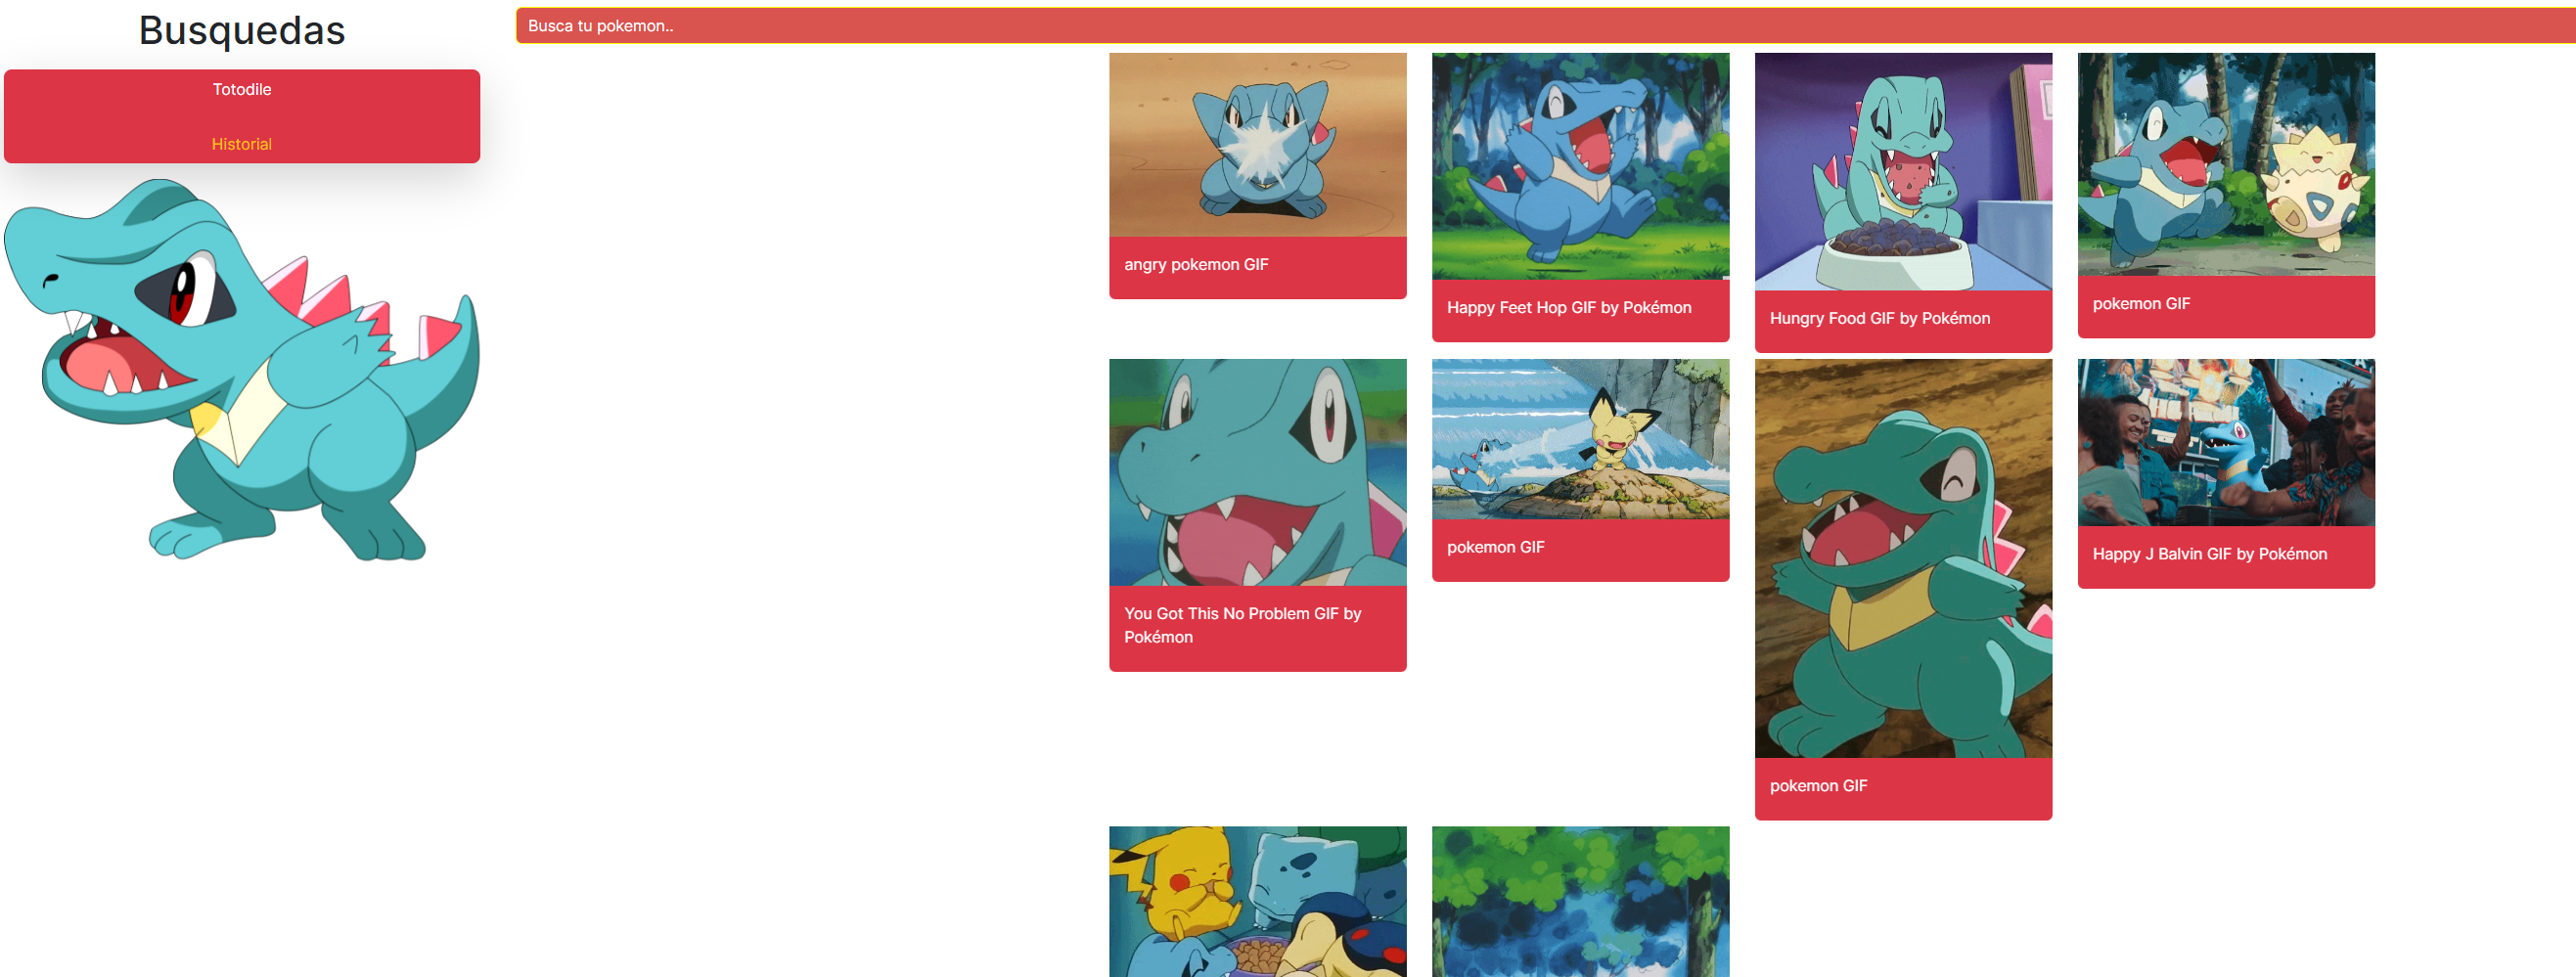 Busquedas
Totodile
Historial
Busca tu pokemon..
angry pokemon GIF
Happy Feet Hop GIF by Pokémon
Hungry Food GIF by Pokémon
pokemon GIF
You Got This No Problem GIF by
Pokémon
pokemon GIF
pokemon GIF
Happy J Balvin GIF by Pokémon